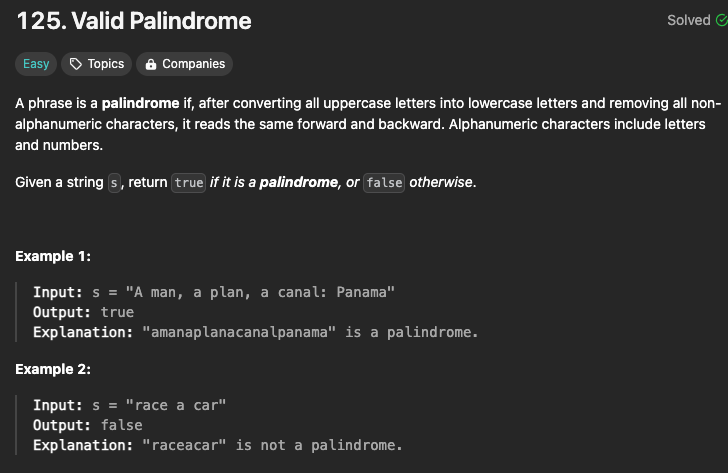 125. Valid Palindrome
Solved
Easy Topics Companies
A phrase is a palindrome if, after converting all uppercase letters into lowercase letters and removing all non-
alphanumeric characters, it reads the same forward and backward. Alphanumeric characters include letters
and numbers.
Given a string s, return true if it is a palindrome, or false otherwise.
Example 1:
Input: s = "A man, a plan, a canal: Panama"
Output: true
Explanation: "amanaplanacanalpanama" is a palindrome.
Example 2:
Input: s = "race a car"
Output: false
Explanation: "raceacar" is not a palindrome.